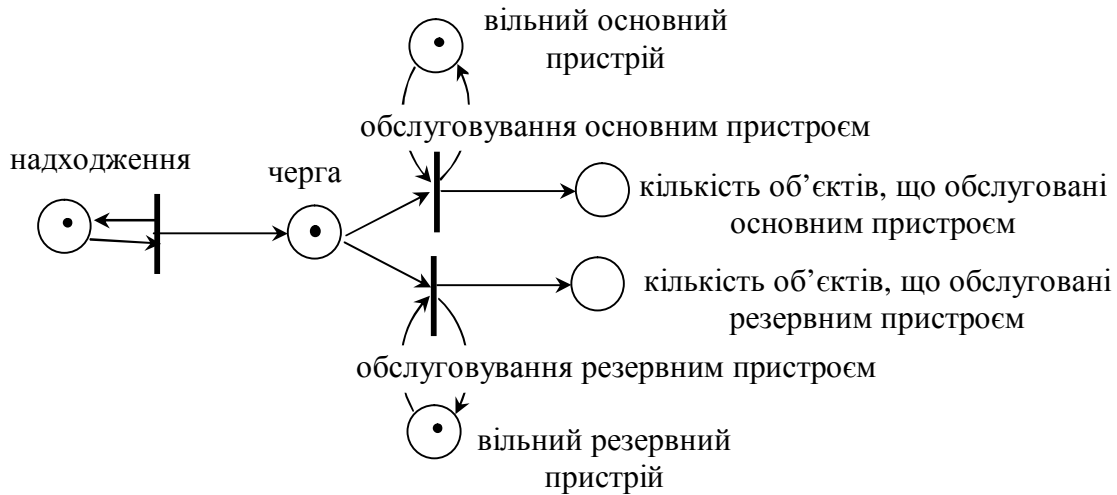 вільний основний
пристрій
обслуговування основним пристроєм
надходження
черга
кількість об’єктів, що обслуговані
основним пристроєм
кількість об’єктів, що обслуговані
резервним пристроєм
обслуговування резервним пристроєм
вільний резервний
пристрій